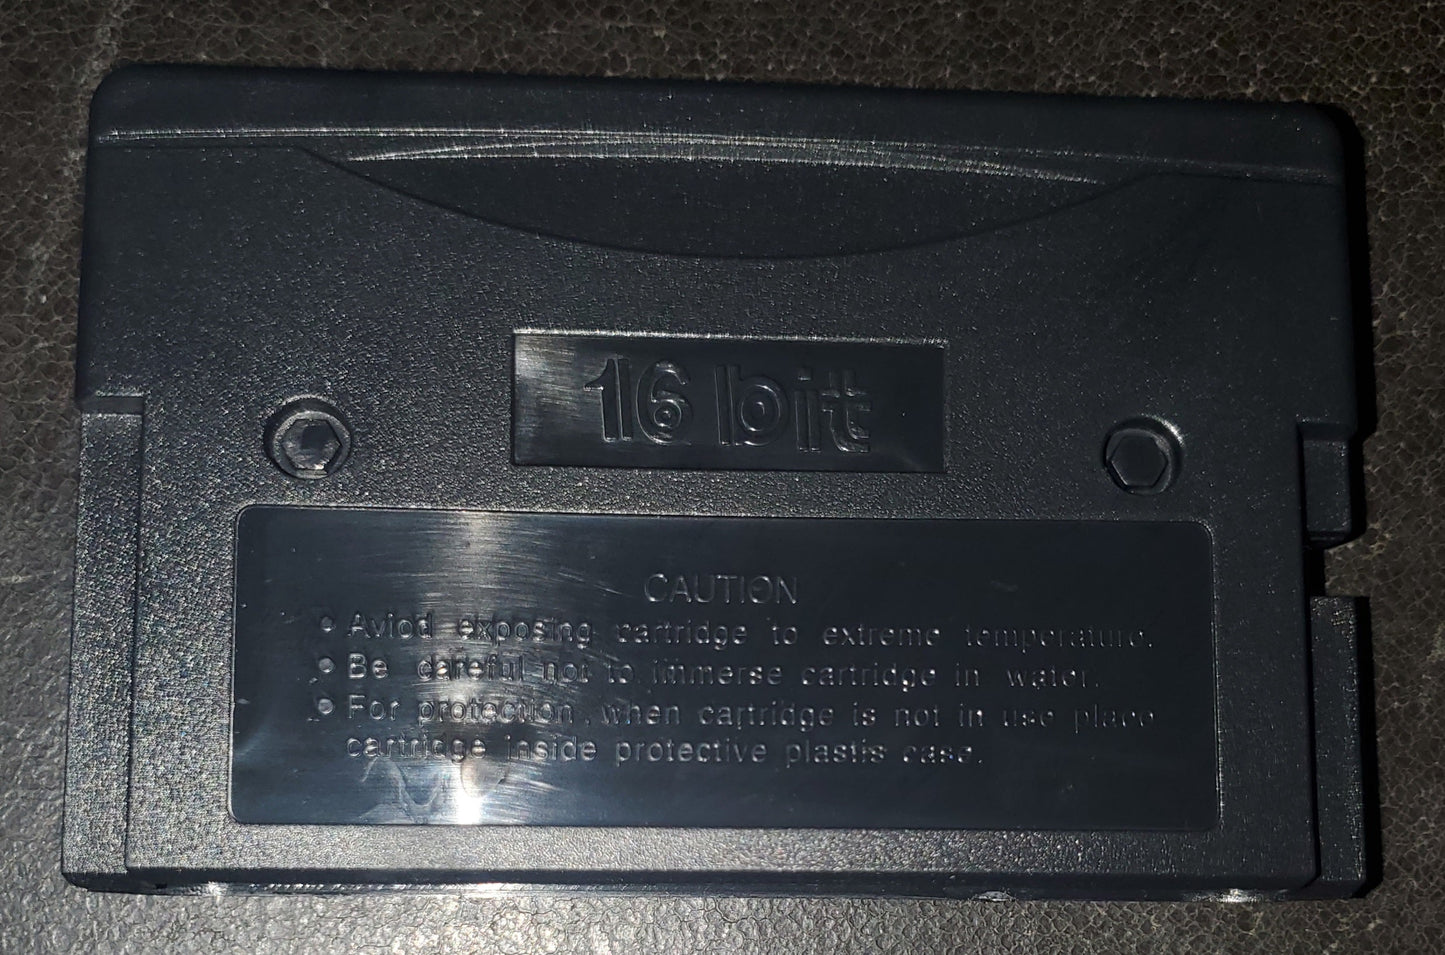 16 bit
CAUTION
• Aviod exposing cartridge to extreme temperature.
• Be careful not to immerse cartridge in water.
• For protection, when cartridge is not in use place
cartridge inside protective plastis case.